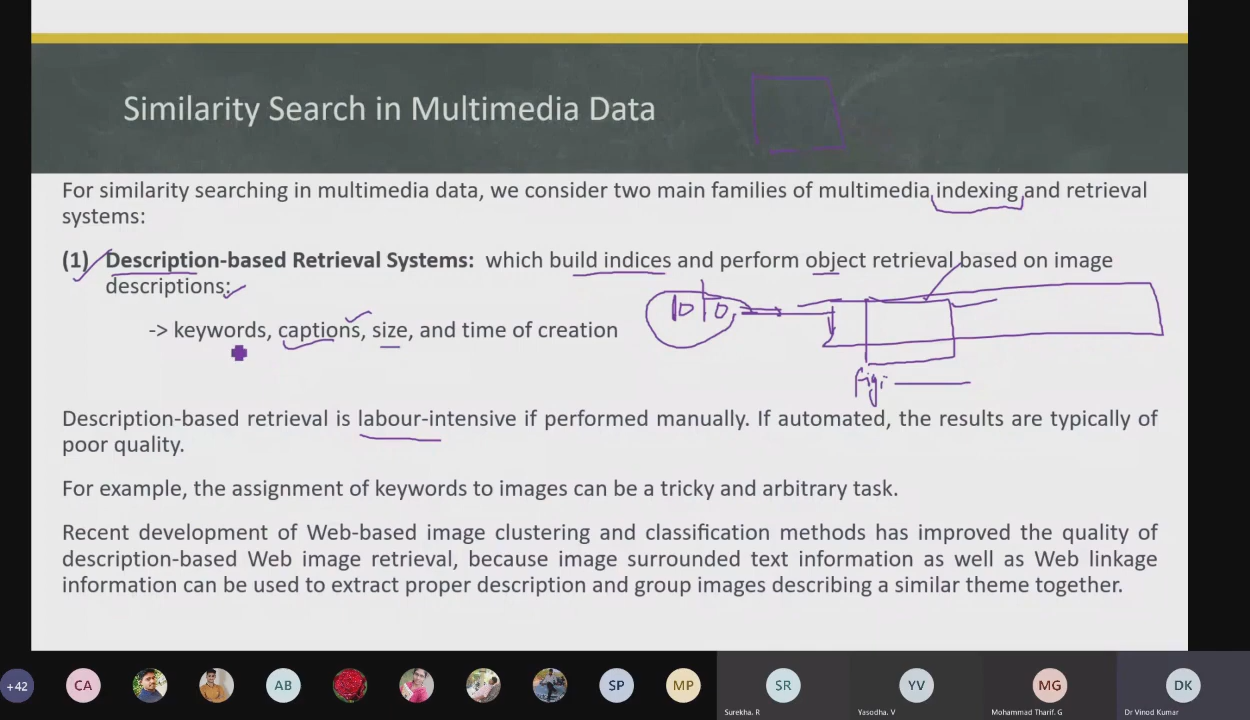 Similarity Search in Multimedia Data
For similarity searching in multimedia data, we consider two main families of multimedia indexing and retrieval
systems:
(1) Description-based Retrieval Systems: which build indices and perform object retrieval based on image
descriptions:
-> keywords, captions, size, and time of creation
fig:
Description-based retrieval is labour-intensive if performed manually. If automated, the results are typically of
poor quality.
For example, the assignment of keywords to images can be a tricky and arbitrary task.
Recent development of Web-based image clustering and classification methods has improved the quality of
description-based Web image retrieval, because image surrounded text information as well as Web linkage
information can be used to extract proper description and group images describing a similar theme together.
+42 CA AB SP MP SR YV MG DK
Surekha. R Yasodha. V Mohammad Tharif. G Dr Vinod Kumar